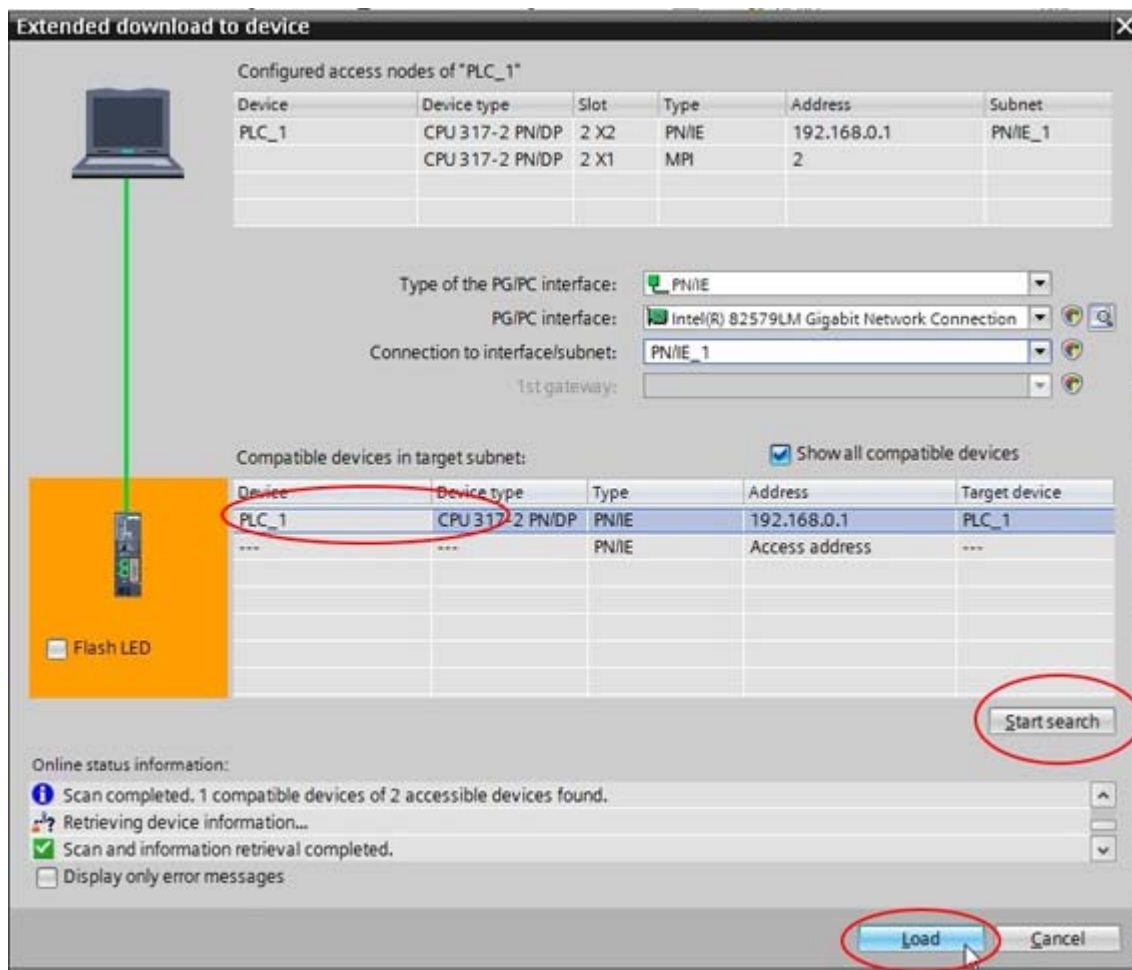 Extended download to device
Configured access nodes of "PLC_1"
Device Device type Slot Type Address Subnet
PLC_1 CPU 317-2 PN/DP 2 X2 PN/IE 192.168.0.1 PN/IE_1
CPU 317-2 PN/DP 2 X1 MPI 2
Type of the PG/PC interface: PN/IE
PG/PC interface: Intel(R) 82579LM Gigabit Network Connection
Connection to interface/subnet: PN/IE_1
1st gateway:
Compatible devices in target subnet: Show all compatible devices
Device Device type Type Address Target device
PLC_1 CPU 317-2 PN/DP PN/IE 192.168.0.1 PLC_1
--- --- PN/IE Access address ---
Flash LED
Start search
Online status information:
Scan completed. 1 compatible devices of 2 accessible devices found.
Retrieving device information...
Scan and information retrieval completed.
Display only error messages
Load Cancel